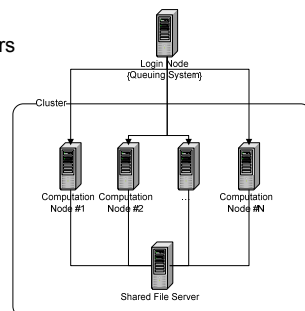 rs
Login Node
{Queuing System}
Cluster
Computation
Node #1
Computation
Node #2
...
Computation
Node #N
Shared File Server